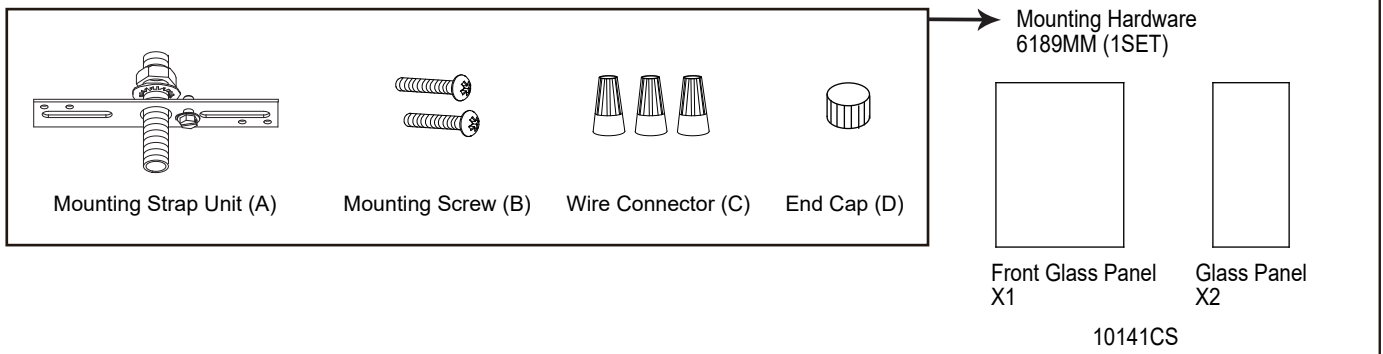 Mounting Hardware
6189MM (1SET)
Mounting Strap Unit (A)
Mounting Screw (B)
Wire Connector (C)
End Cap (D)
Front Glass Panel
X1
Glass Panel
X2
10141CS